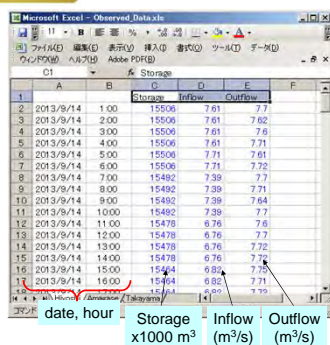 Microsoft Excel - Observed_Data.xls
11 B %
ファイル(F) 編集(E) 表示(V) 挿入(I) 書式(O) ツール(T) データ(D)
ウィンドウ(W) ヘルプ(H) Adobe PDF(B)
C1 Storage
A B C D E F
1 Storage Inflow Outflow
2 2013/9/14 1:00 15506 7.61 7.7
3 2013/9/14 2:00 15506 7.61 7.62
4 2013/9/14 3:00 15506 7.61 7.6
5 2013/9/14 4:00 15506 7.61 7.71
6 2013/9/14 5:00 15506 7.71 7.61
7 2013/9/14 6:00 15506 7.71 7.72
8 2013/9/14 7:00 15492 7.39 7.7
9 2013/9/14 8:00 15492 7.39 7.71
10 2013/9/14 9:00 15492 7.39 7.64
11 2013/9/14 10:00 15492 7.39 7.7
12 2013/9/14 11:00 15478 6.76 7.6
13 2013/9/14 12:00 15478 6.76 7.7
14 2013/9/14 13:00 15478 6.76 7.72
15 2013/9/14 14:00 15478 6.76 7.72
16 2013/9/14 15:00 15464 6.82 7.75
17 2013/9/14 16:00 15464 6.82 7.71
Hiyoshi Amagase Takayama
コマンド
date, hour
Storage
x1000 m³
Inflow
(m³/s)
Outflow
(m³/s)